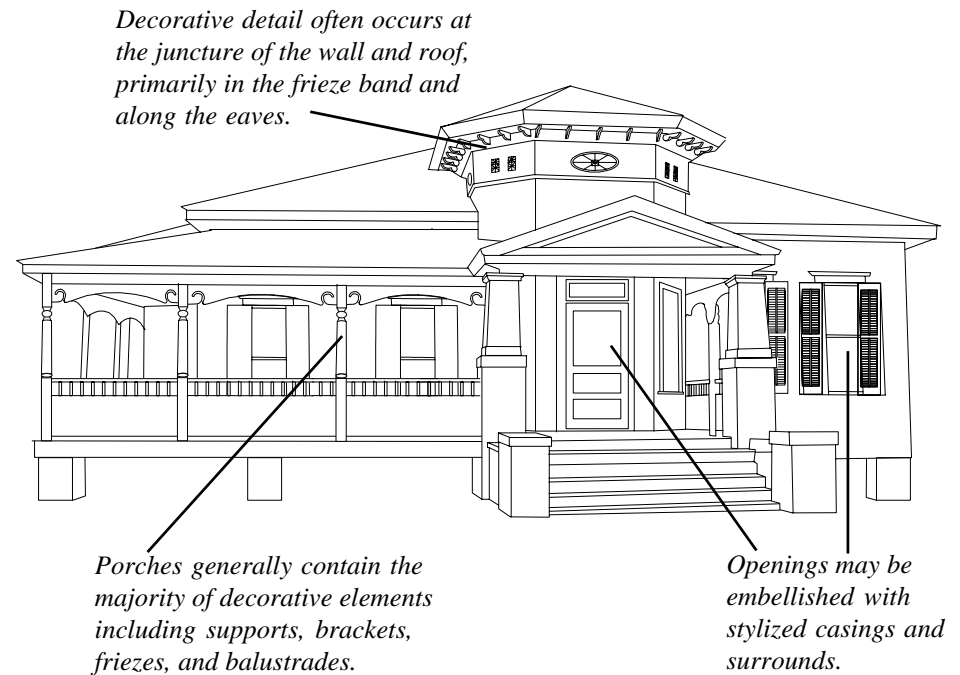 Decorative detail often occurs at
the juncture of the wall and roof,
primarily in the frieze band and
along the eaves.
Porches generally contain the
majority of decorative elements
including supports, brackets,
friezes, and balustrades.
Openings may be
embellished with
stylized casings and
surrounds.